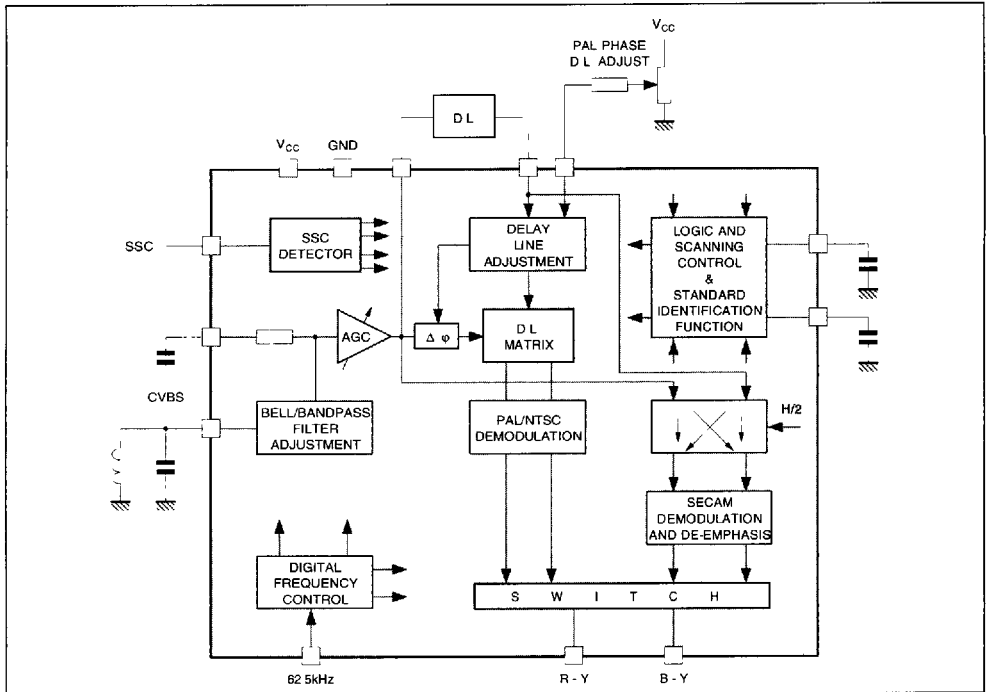 V_CC
PAL PHASE
D L ADJUST
D L
V_CC
GND
SSC
SSC
DETECTOR
DELAY
LINE
ADJUSTMENT
LOGIC AND
SCANNING
CONTROL
&
STANDARD
IDENTIFICATION
FUNCTION
AGC
Δ φ
D L
MATRIX
CVBS
BELL/BANDPASS
FILTER
ADJUSTMENT
PAL/NTSC
DEMODULATION
H/2
SECAM
DEMODULATION
AND DE-EMPHASIS
DIGITAL
FREQUENCY
CONTROL
S W I T C H
62 5kHz
R - Y
B - Y